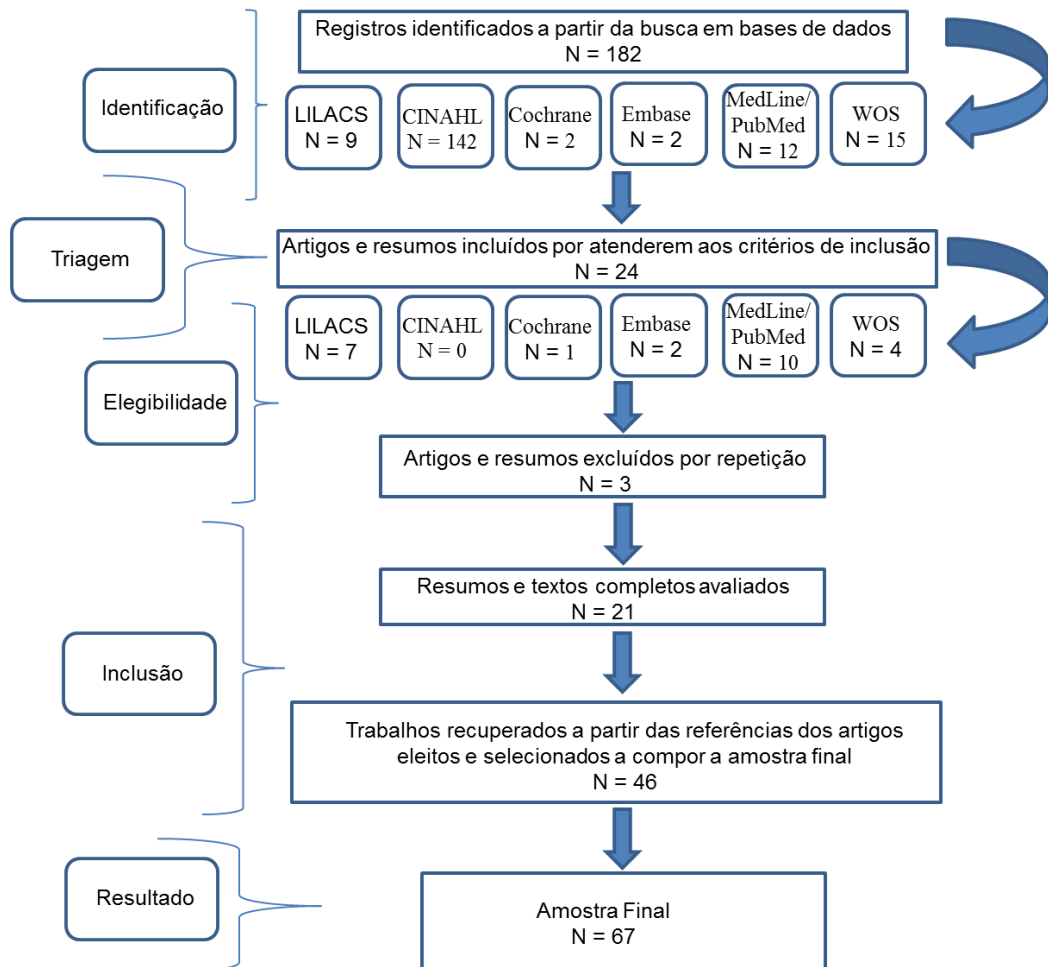 Registros identificados a partir da busca em bases de dados
N = 182
Identificação
LILACS
N = 9
CINAHL
N = 142
Cochrane
N = 2
Embase
N = 2
MedLine/
PubMed
N = 12
WOS
N = 15
Triagem
Artigos e resumos incluídos por atenderem aos critérios de inclusão
N = 24
LILACS
N = 7
CINAHL
N = 0
Cochrane
N = 1
Embase
N = 2
MedLine/
PubMed
N = 10
WOS
N = 4
Elegibilidade
Artigos e resumos excluídos por repetição
N = 3
Resumos e textos completos avaliados
N = 21
Inclusão
Trabalhos recuperados a partir das referências dos artigos
eleitos e selecionados a compor a amostra final
N = 46
Resultado
Amostra Final
N = 67